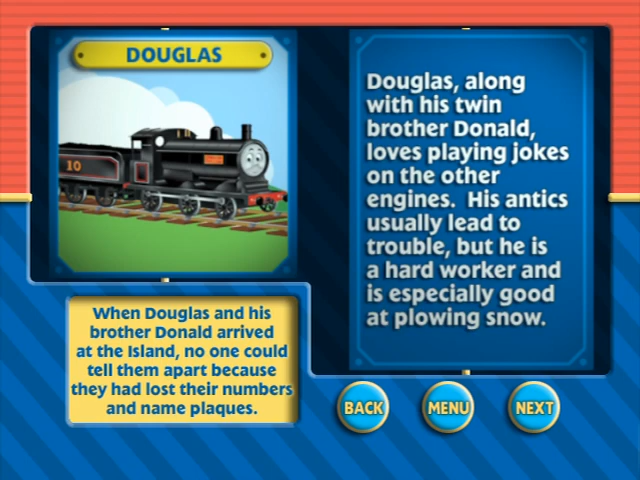 DOUGLAS
10
Douglas, along
with his twin
brother Donald,
loves playing jokes
on the other
engines. His antics
usually lead to
trouble, but he is
a hard worker and
is especially good
at plowing snow.
When Douglas and his
brother Donald arrived
at the Island, no one could
tell them apart because
they had lost their numbers
and name plaques.
BACK
MENU
NEXT